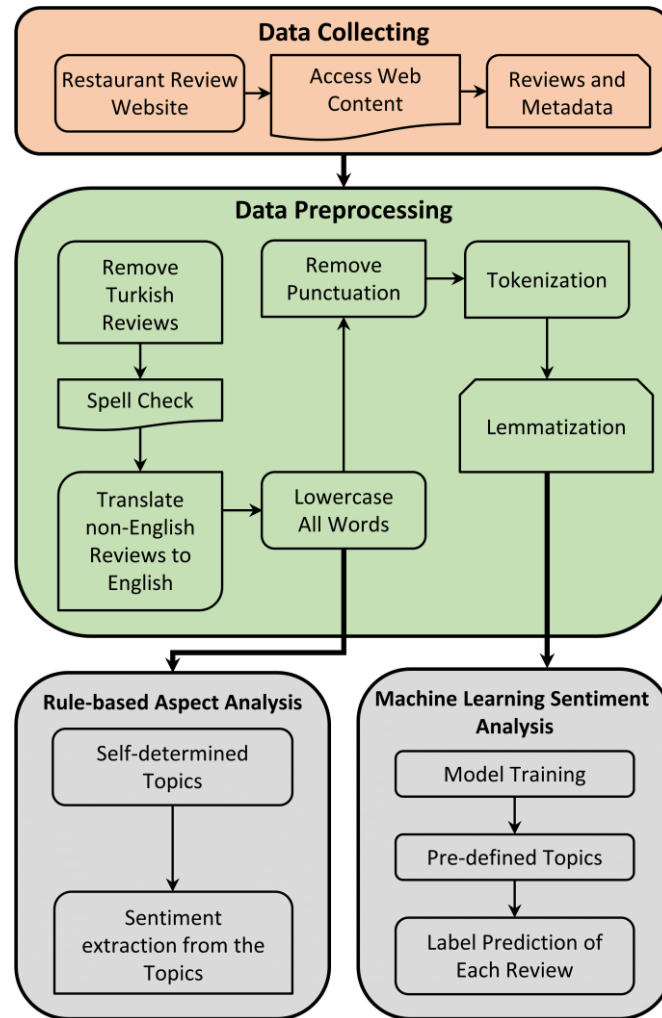 Data Collecting
Restaurant Review
Website
Access Web
Content
Reviews and
Metadata
Data Preprocessing
Remove
Turkish
Reviews
Spell Check
Translate
non-English
Reviews to
English
Lowercase
All Words
Remove
Punctuation
Tokenization
Lemmatization
Rule-based Aspect Analysis
Self-determined
Topics
Sentiment
extraction from the
Topics
Machine Learning Sentiment
Analysis
Model Training
Pre-defined Topics
Label Prediction of
Each Review